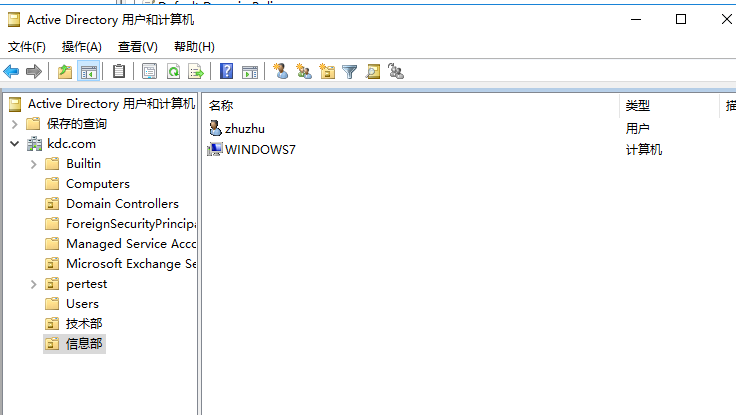 Active Directory 用户和计算机
文件(F) 操作(A) 查看(V) 帮助(H)
Active Directory 用户和计算机
保存的查询
kdc.com
Builtin
Computers
Domain Controllers
ForeignSecurityPrincipa
Managed Service Acco
Microsoft Exchange Se
pertest
Users
技术部
信息部
名称 类型 描
zhuzhu 用户
WINDOWS7 计算机